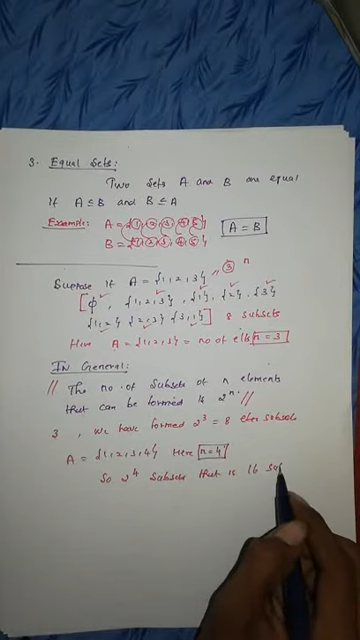 3. Equal Sets:
Two Sets A and B are equal
If A ⊆ B and B ⊆ A
Example: A = {1, 2, 3, 4, 5} A = B
B = {1, 2, 3, 4, 5}
Supose if A = {1, 2, 3} // 3 n
[ϕ, {1, 2, 3}, {1}, {2}, {3}
{1, 2} {2, 3} {3, 1}] 8 subsets
Here A = {1, 2, 3} = no of elts n = 3
IN General:
// The no. of Subsets of n elements
that can be formed is 2ⁿ. //
3, We have formed 2³ = 8 subsets
A = {1, 2, 3, 4} Here n = 4
So 2⁴ Subsets that is 16 sub